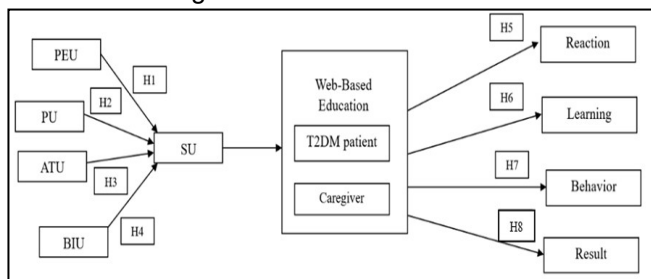 PEU
H1
PU
H2
SU
ATU
H3
BIU
H4
Web-Based
Education
T2DM patient
Caregiver
H5
Reaction
H6
Learning
H7
Behavior
H8
Result